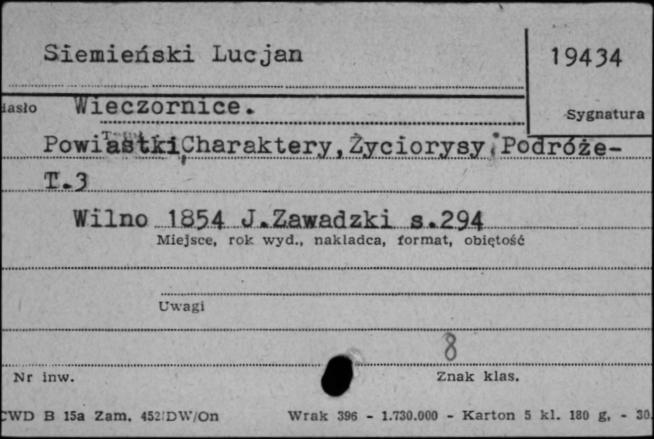 Siemieński Lucjan
19434
iasło Wieczornice.
Sygnatura
Powiastki,Charaktery,Życiorysy,Podróże-
T.3
Wilno 1854 J.Zawadzki s.294
Miejsce, rok wyd., nakładca, format, objętość
Uwagi
8
Nr inw.
Znak klas.
CWD B 15a Zam. 452/DW/On Wrak 396 - 1.730.000 - Karton 5 kl. 180 g. - 30.